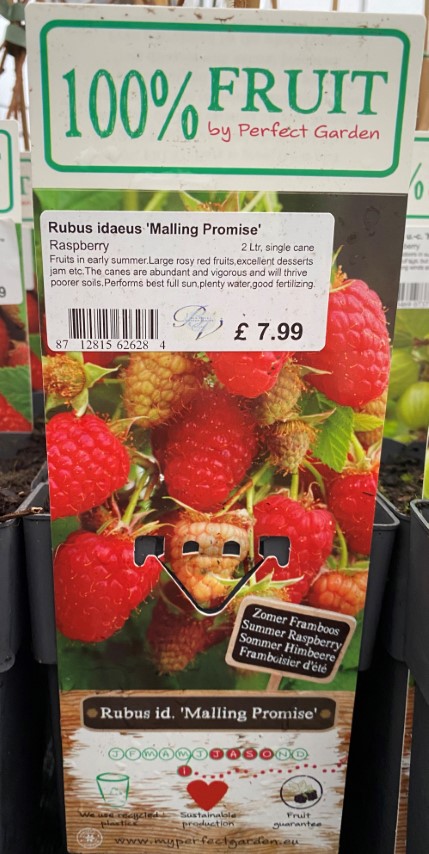 100% FRUIT
by Perfect Garden
Rubus idaeus 'Malling Promise'
Raspberry 2 Ltr, single cane
Fruits in early summer.Large rosy red fruits,excellent desserts
jam etc.The canes are abundant and vigorous and will thrive
poorer soils.Performs best full sun,plenty water,good fertilizing.
£ 7.99
87 12815 62628 4
Zomer Framboos
Summer Raspberry
Sommer Himbeere
Framboisier d'été
Rubus id. 'Malling Promise'
J F M A M J J A S O N D
We use recycled plastics
Sustainable production
Fruit guarantee
www.myperfectgarden.eu